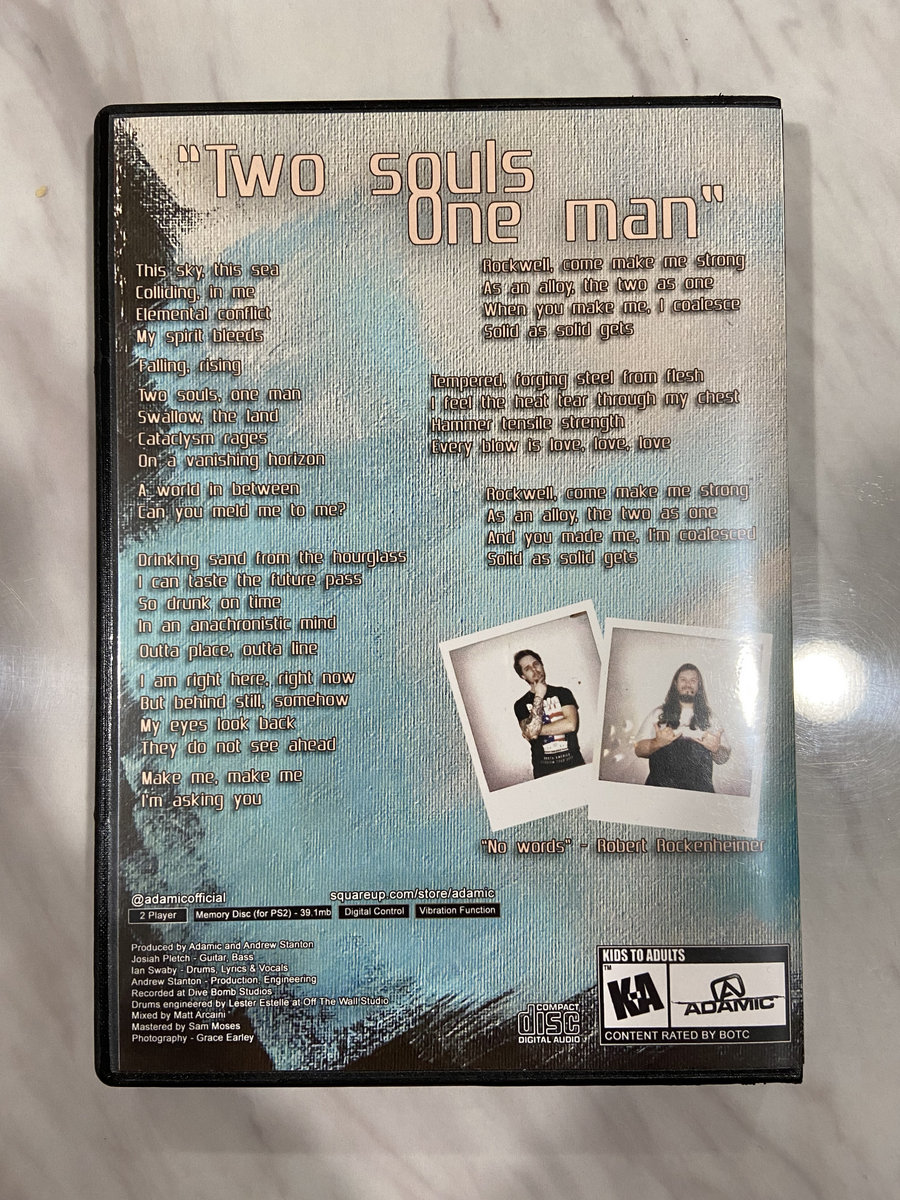 "Two souls
One man"
This sky, this sea
Colliding, in me
Elemental conflict
My spirit bleeds
Falling, rising
Two souls, one man
Swallow, the land
Cataclysm rages
On a vanishing horizon
A world in between
Can you meld me to me?
Drinking sand from the hourglass
I can taste the future pass
So drunk on time
In an anachronistic mind
Outta place, outta line
I am right here, right now
But behind still, somehow
My eyes look back
They do not see ahead
Make me, make me
I'm asking you
Rockwell, come make me strong
As an alloy, the two as one
When you make me, I coalesce
Solid as solid gets
Tempered, forging steel from flesh
I feel the heat tear through my chest
Hammer tensile strength
Every blow is love, love, love
Rockwell, come make me strong
As an alloy, the two as one
And you made me, I'm coalesced
Solid as solid gets
"No words" - Robert Rockenheimer
@adamicofficial
squareup.com/store/adamic
2 Player
Memory Disc (for PS2) - 39.1mb
Digital Control
Vibration Function
Produced by Adamic and Andrew Stanton
Josiah Pletch - Guitar, Bass
Ian Swaby - Drums, Lyrics & Vocals
Andrew Stanton - Production, Engineering
Recorded at Dive Bomb Studios
Drums engineered by Lester Estelle at Off The Wall Studio
Mixed by Matt Arcaini
Mastered by Sam Moses
Photography - Grace Earley
COMPACT
disc
DIGITAL AUDIO
KIDS TO ADULTS
TM
K-A
ADAMIC
CONTENT RATED BY BOTC